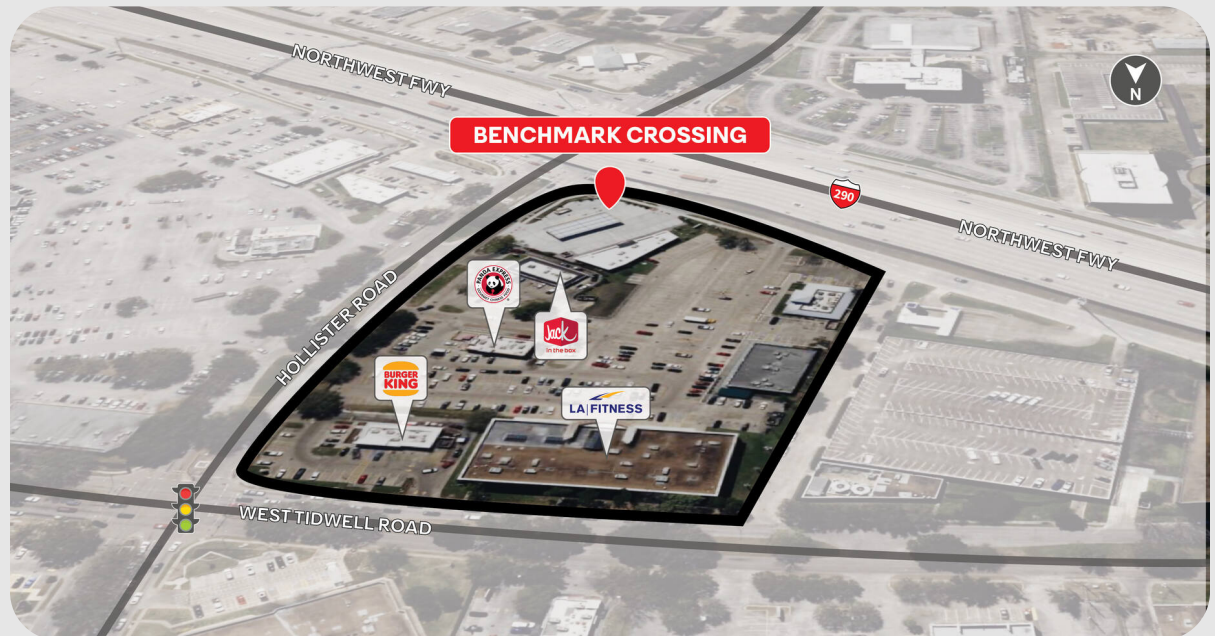 NORTHWEST FWY
N
BENCHMARK CROSSING
290
NORTHWEST FWY
PANDA EXPRESS
HOLLISTER ROAD
Jack
in the box
BURGER
KING
LA FITNESS
WEST TIDWELL ROAD